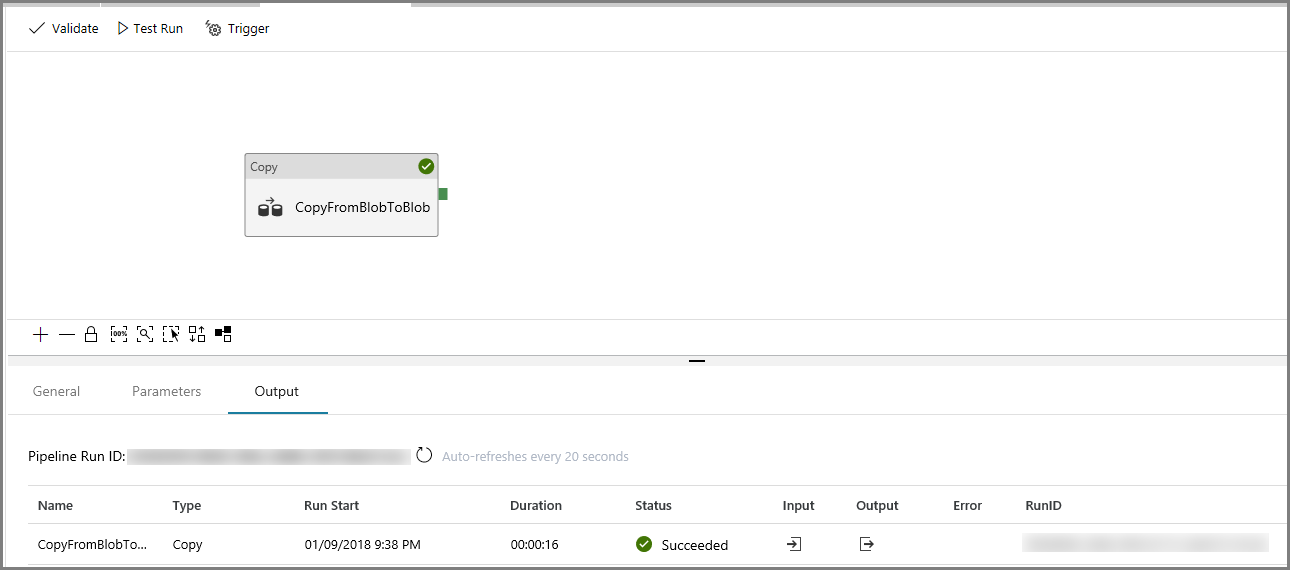 Validate Test Run Trigger
Copy
CopyFromBlobToBlob
100%
General Parameters Output
Pipeline Run ID: Auto-refreshes every 20 seconds
Name Type Run Start Duration Status Input Output Error RunID
CopyFromBlobTo... Copy 01/09/2018 9:38 PM 00:00:16 Succeeded